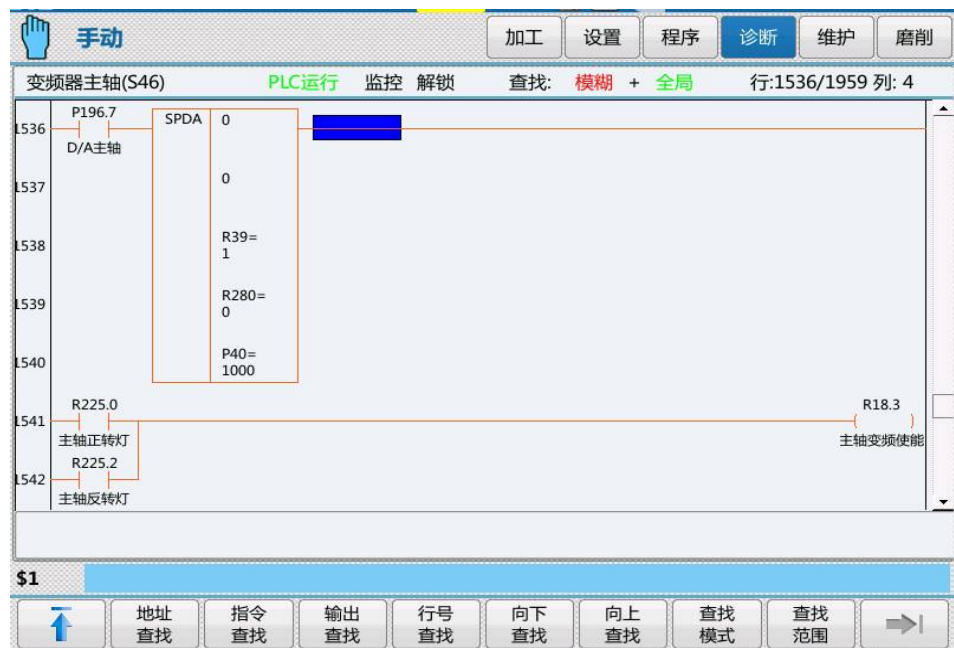 手动 加工 设置 程序 诊断 维护 磨削
变频器主轴(S46) PLC运行 监控 解锁 查找: 模糊 + 全局 行:1536/1959 列: 4
P196.7 SPDA 0
1536
D/A主轴
1537 0
1538 R39=
1
1539 R280=
0
1540 P40=
1000
R225.0 R18.3
1541
主轴正转灯 主轴变频使能
R225.2
1542
主轴反转灯
$1
地址查找 指令查找 输出查找 行号查找 向下查找 向上查找 查找模式 查找范围